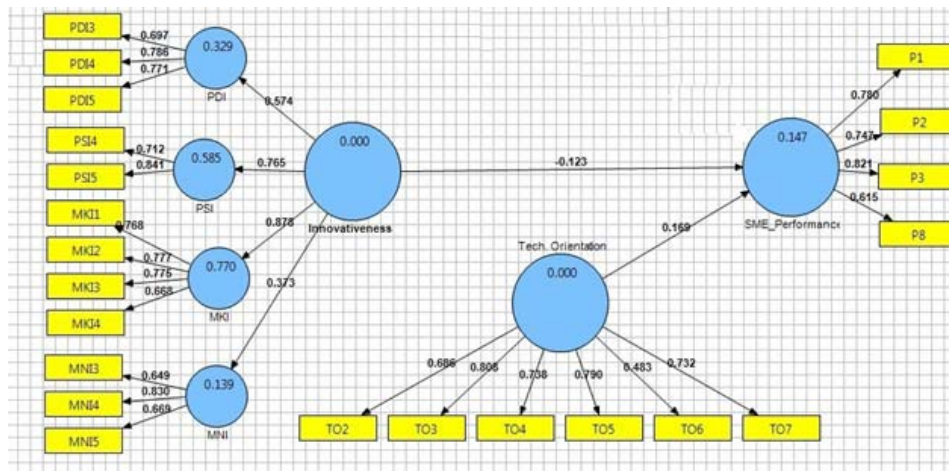 PDI3
0.697
PDI4
0.786
PDI5
0.771
0.329
PDI
0.574
PSI4
0.712
PSI5
0.841
0.585
PSI
0.765
MKI1
0.768
MKI2
0.777
MKI3
0.775
MKI4
0.668
0.770
MKI
0.878
MNI3
0.649
MNI4
0.830
MNI5
0.669
0.139
MNI
0.373
0.000
Innovativeness
-0.123
Tech. Orientation
0.000
0.169
0.686
0.808
0.738
0.790
0.483
0.732
TO2
TO3
TO4
TO5
TO6
TO7
0.147
SME_Performance
P1
0.780
P2
0.747
P3
0.821
P8
0.615